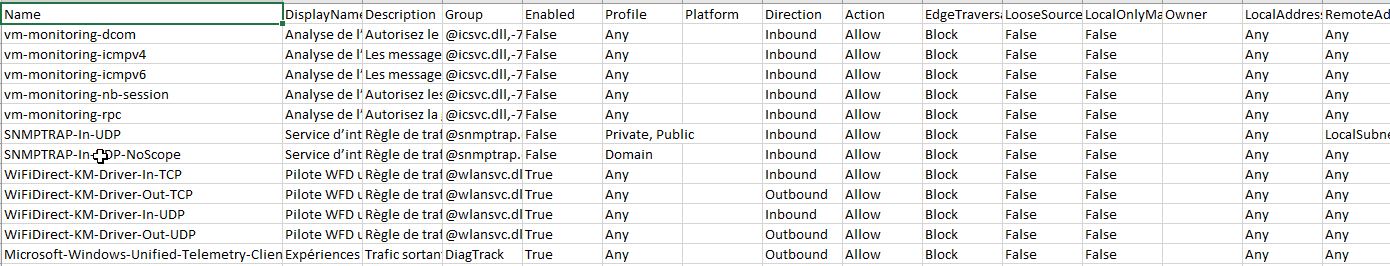 Name DisplayName Description Group Enabled Profile Platform Direction Action EdgeTravers LooseSource LocalOnlyMa Owner LocalAddres RemoteAd
vm-monitoring-dcom Analyse de l' Autorisez le @icsvc.dll,-7 False Any Inbound Allow Block False False Any Any
vm-monitoring-icmpv4 Analyse de l' Les message @icsvc.dll,-7 False Any Inbound Allow Block False False Any Any
vm-monitoring-icmpv6 Analyse de l' Les message @icsvc.dll,-7 False Any Inbound Allow Block False False Any Any
vm-monitoring-nb-session Analyse de l' Autorisez les @icsvc.dll,-7 False Any Inbound Allow Block False False Any Any
vm-monitoring-rpc Analyse de l' Autorisez le @icsvc.dll,-7 False Any Inbound Allow Block False False Any Any
SNMPTRAP-In-UDP Service d'int Règle de traf @snmptrap. False Private, Public Inbound Allow Block False False Any LocalSubne
SNMPTRAP-In-UDP-NoScope Service d'int Règle de traf @snmptrap. False Domain Inbound Allow Block False False Any Any
WiFiDirect-KM-Driver-In-TCP Pilote WFD u Règle de traf @wlansvc.dl True Any Inbound Allow Block False False Any Any
WiFiDirect-KM-Driver-Out-TCP Pilote WFD u Règle de traf @wlansvc.dl True Any Outbound Allow Block False False Any Any
WiFiDirect-KM-Driver-In-UDP Pilote WFD u Règle de traf @wlansvc.dl True Any Inbound Allow Block False False Any Any
WiFiDirect-KM-Driver-Out-UDP Pilote WFD u Règle de traf @wlansvc.dl True Any Outbound Allow Block False False Any Any
Microsoft-Windows-Unified-Telemetry-Clien Expériences Trafic sortan DiagTrack True Any Outbound Allow Block False False Any Any